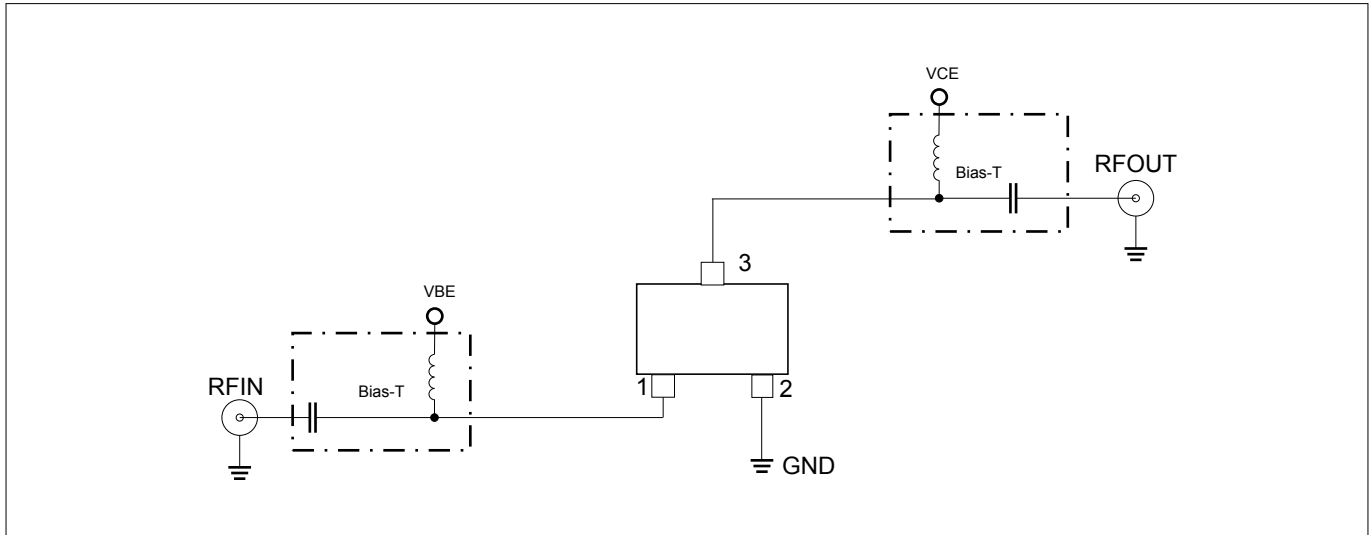 VCE
Bias-T
RFOUT
3
VBE
Bias-T
RFIN
1
2
GND